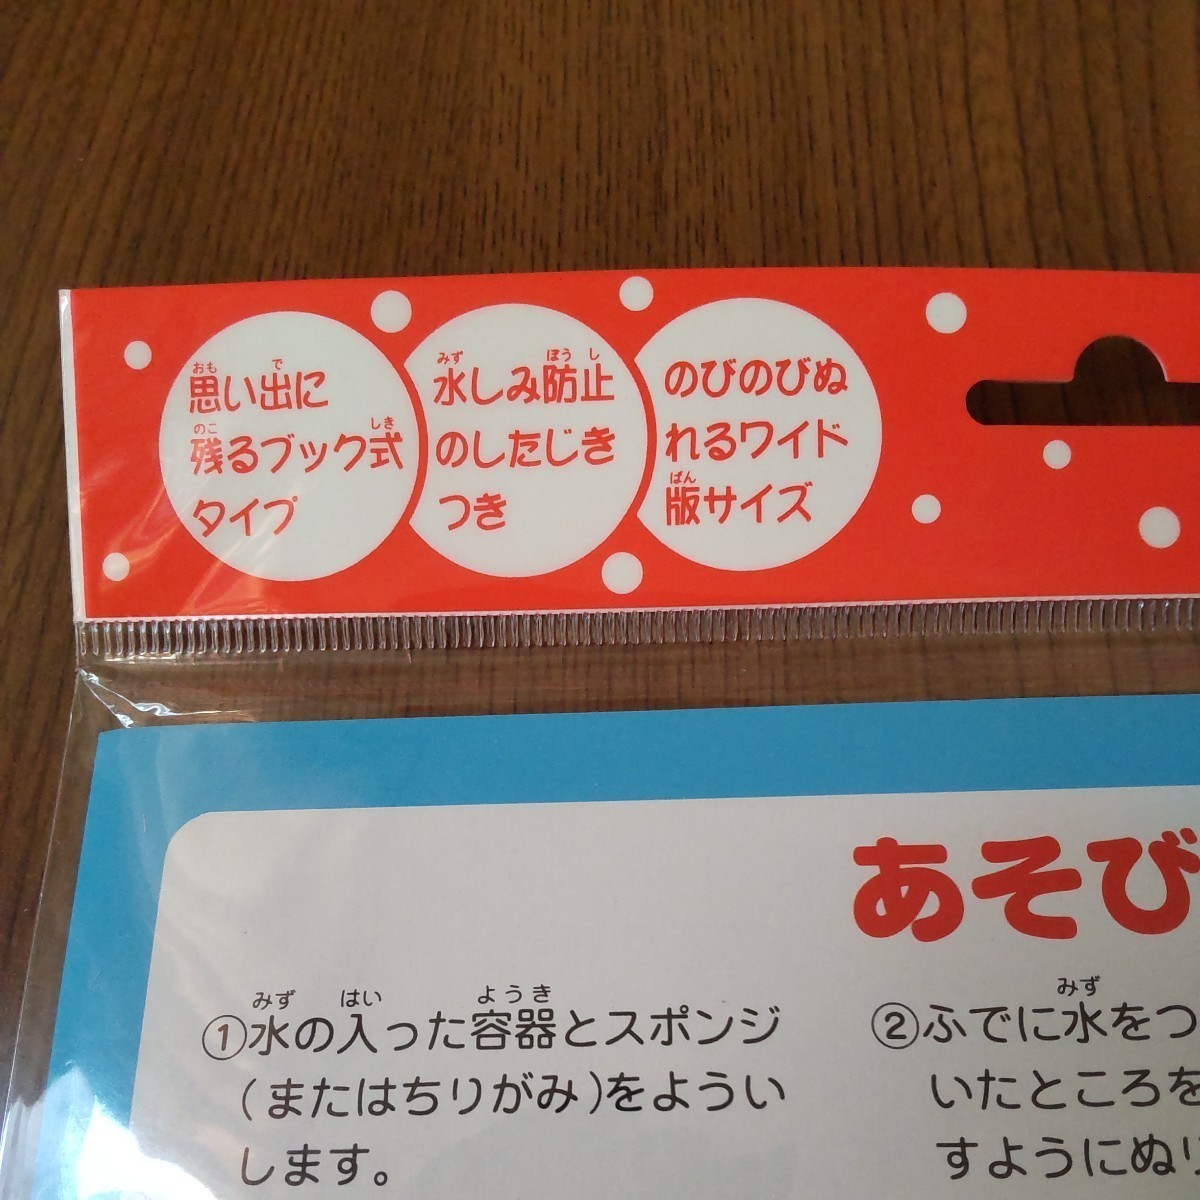 思い出に
残るブック式
タイプ
水しみ防止
のしたじき
つき
のびのびぬ
れるワイド
版サイズ
あそび
①水の入った容器とスポンジ
(またはちりがみ)をようい
します。
②ふでに水をつ
いたところを
すようにぬり